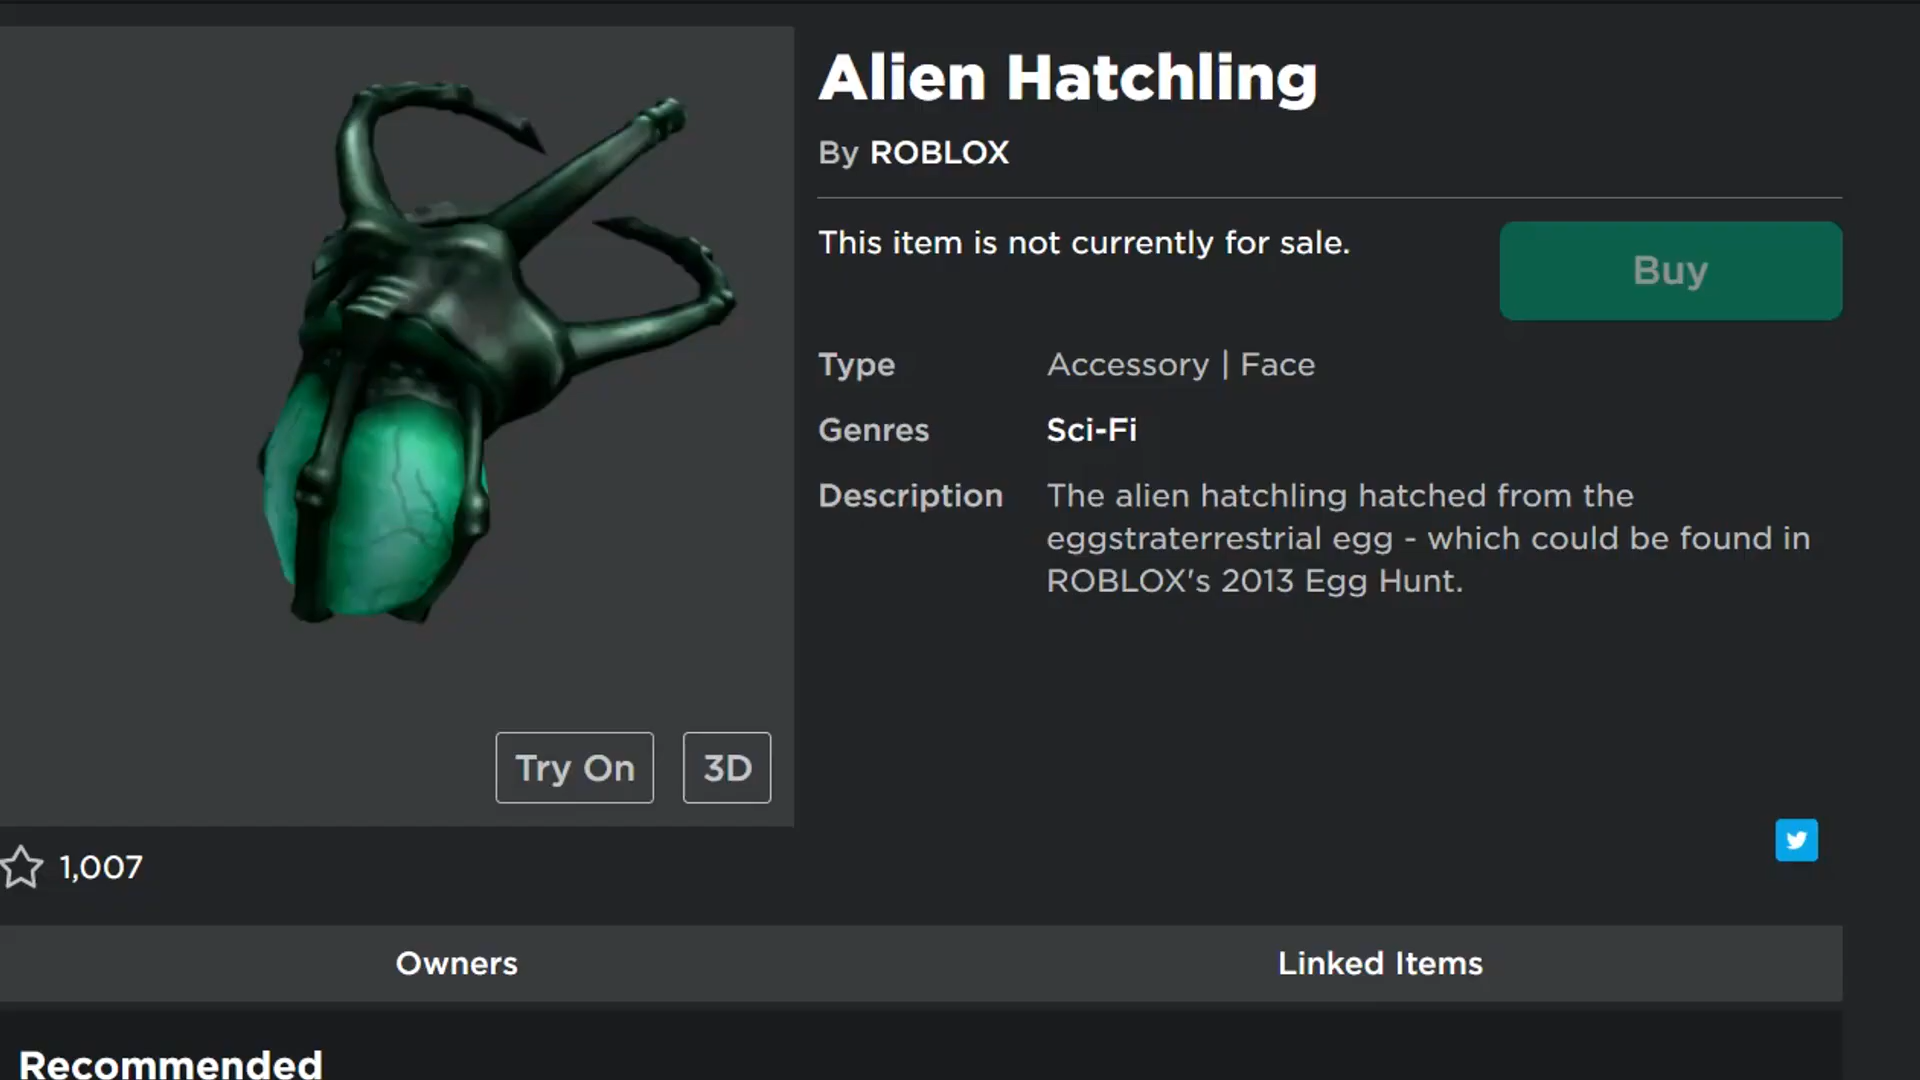 Alien Hatchling
By ROBLOX
This item is not currently for sale.
Buy
Type Accessory | Face
Genres Sci-Fi
Description The alien hatchling hatched from the
eggstraterrestrial egg - which could be found in
ROBLOX's 2013 Egg Hunt.
Try On 3D
1,007
Owners Linked Items
Recommended